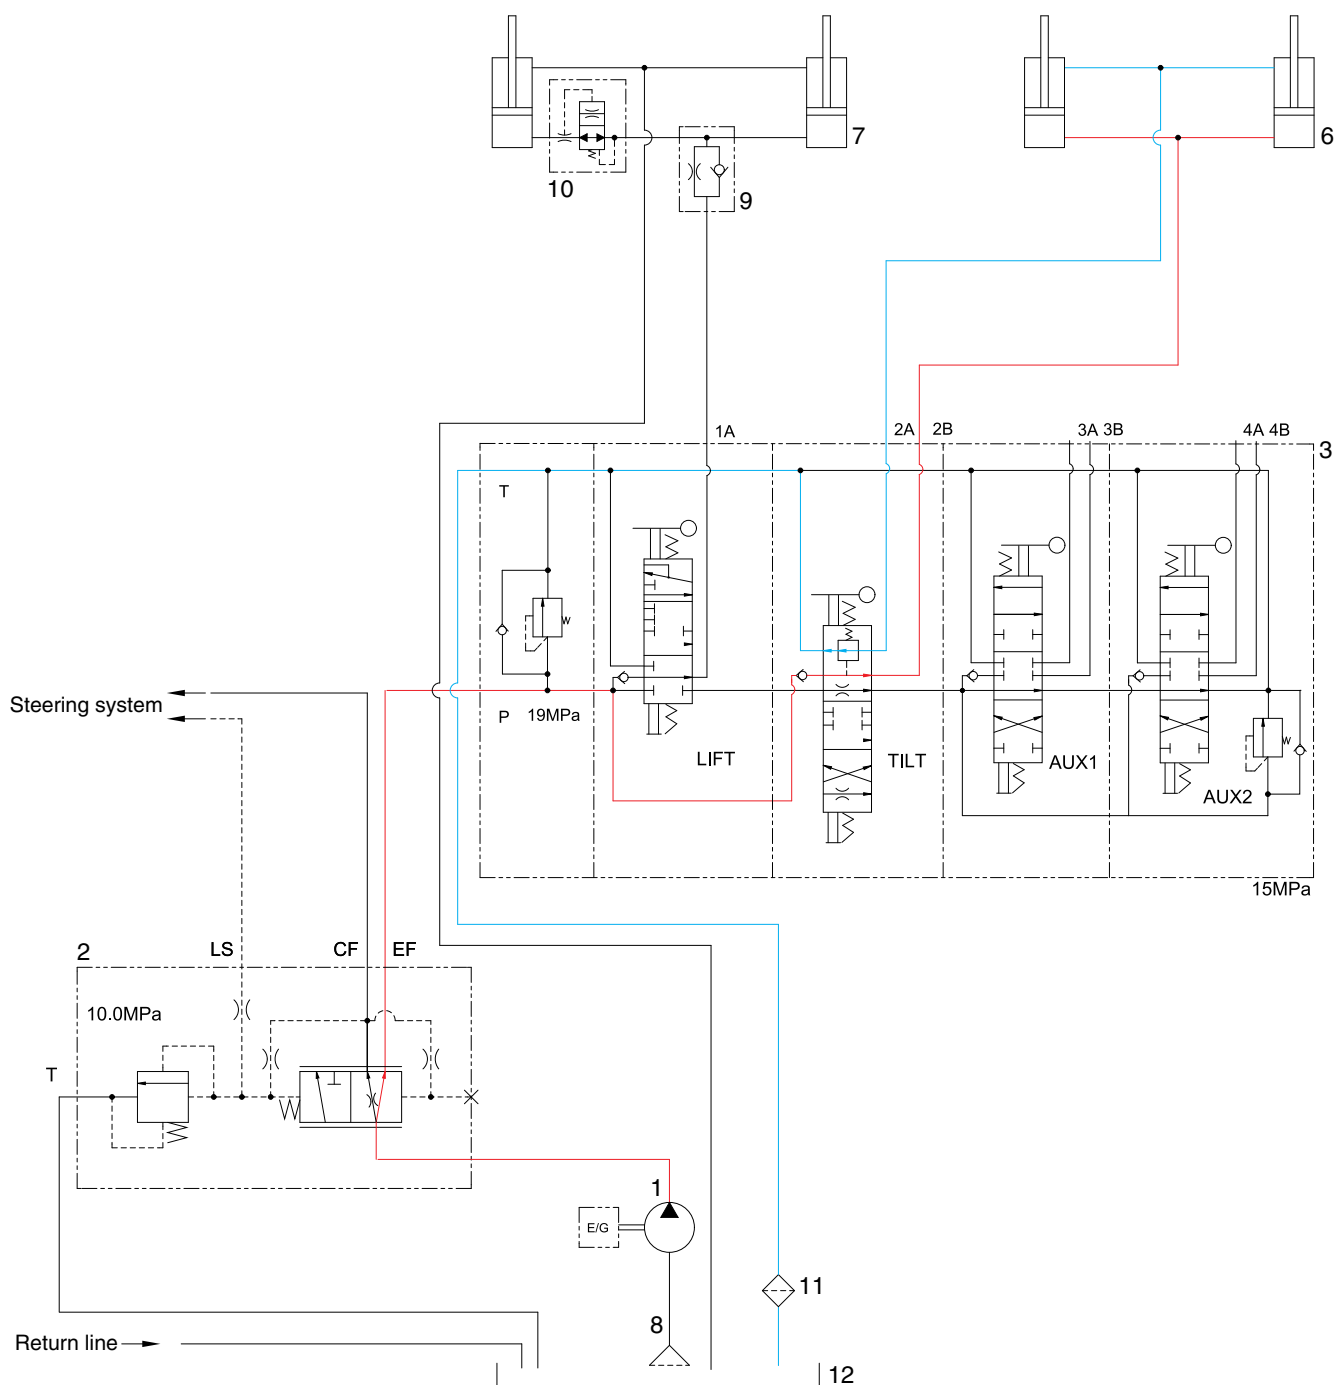 7
6
10
9
1A
2A 2B
3A 3B
4A 4B
3
T
P
19MPa
LIFT
TILT
AUX1
AUX2
15MPa
Steering system
2
LS
CF
EF
10.0MPa
T
1
E/G
11
8
Return line
12